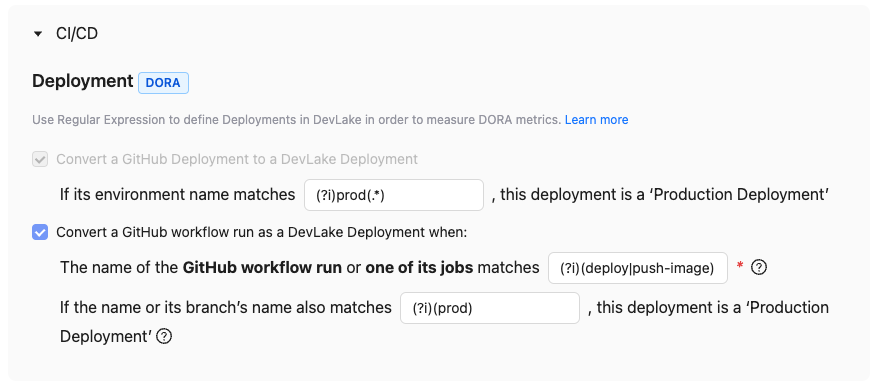 CI/CD
Deployment DORA
Use Regular Expression to define Deployments in DevLake in order to measure DORA metrics. Learn more
Convert a GitHub Deployment to a DevLake Deployment
If its environment name matches (?i)prod(.*) , this deployment is a ‘Production Deployment’
Convert a GitHub workflow run as a DevLake Deployment when:
The name of the GitHub workflow run or one of its jobs matches (?i)(deploy|push-image) * ?
If the name or its branch’s name also matches (?i)(prod) , this deployment is a ‘Production
Deployment’ ?